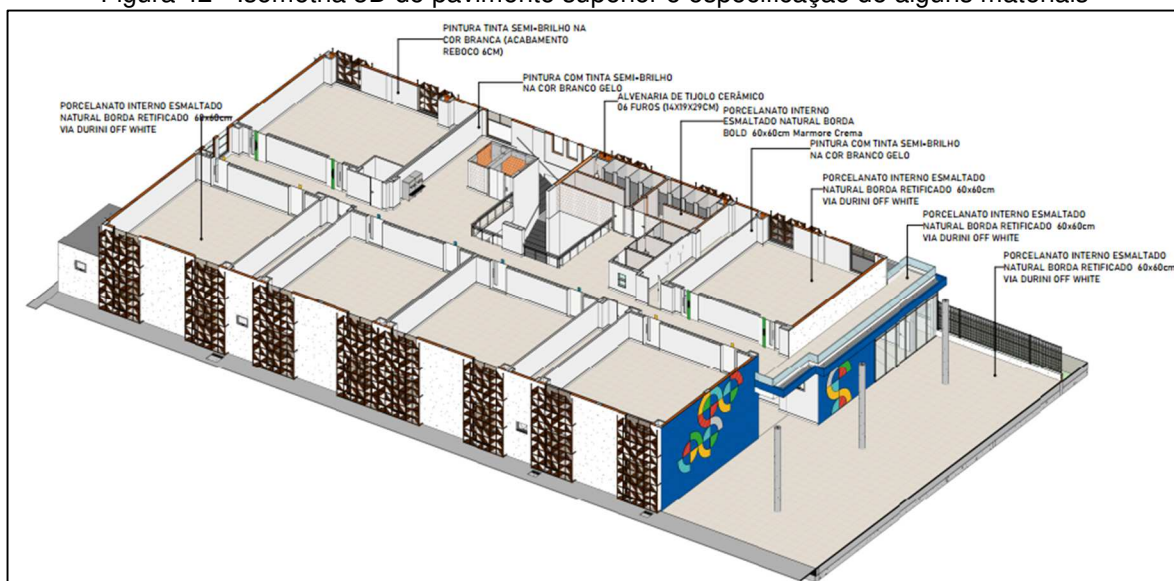 Figura 42 - Isometria 3D do pavimento superior e especificação de alguns materiais
PINTURA TINTA SEMI-BRILHO NA
COR BRANCA (ACABAMENTO
REBOCO 6CM)
PINTURA COM TINTA SEMI-BRILHO
NA COR BRANCO GELO
ALVENARIA DE TIJOLO CERÂMICO
06 FUROS (14X19X29CM)
PORCELANATO INTERNO
ESMALTADO NATURAL BORDA
BOLD 60x60cm Marmore Crema
PINTURA COM TINTA SEMI-BRILHO
NA COR BRANCO GELO
PORCELANATO INTERNO ESMALTADO
NATURAL BORDA RETIFICADO 60x60cm
VIA DURINI OFF WHITE
PORCELANATO INTERNO ESMALTADO
NATURAL BORDA RETIFICADO 60x60cm
VIA DURINI OFF WHITE
PORCELANATO INTERNO ESMALTADO
NATURAL BORDA RETIFICADO 60x60cm
VIA DURINI OFF WHITE
PORCELANATO INTERNO ESMALTADO
NATURAL BORDA RETIFICADO 60x60cm
VIA DURINI OFF WHITE